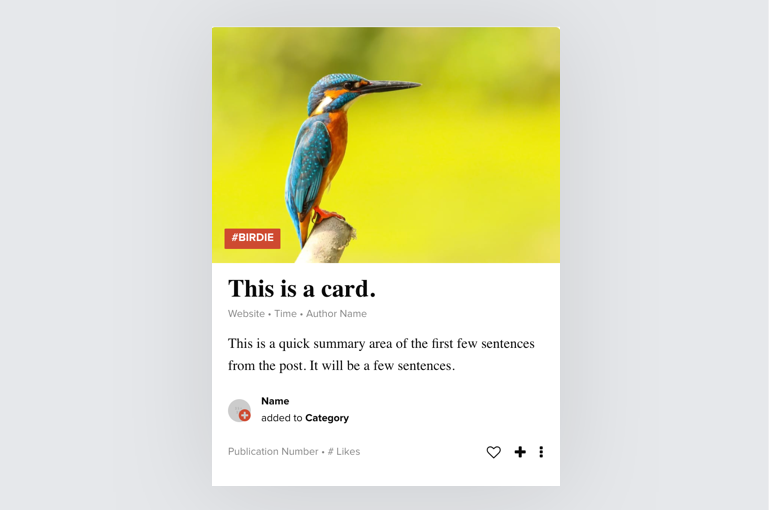 #BIRDIE
This is a card.
Website • Time • Author Name
This is a quick summary area of the first few sentences
from the post. It will be a few sentences.
Name
added to Category
Publication Number • # Likes